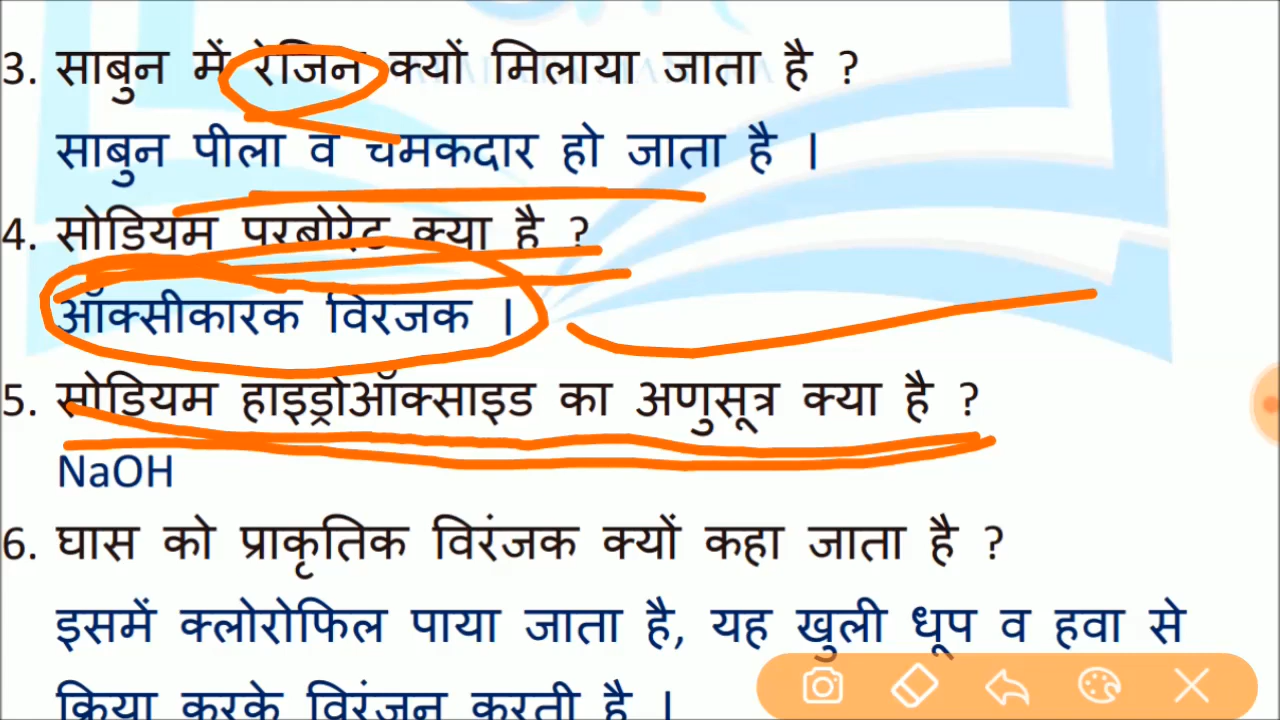 3. साबुन में रेजिन क्यों मिलाया जाता है ?
साबुन पीला व चमकदार हो जाता है ।
4. सोडियम परबोरेट क्या है ?
ऑक्सीकारक विरजक ।
5. सोडियम हाइड्रोऑक्साइड का अणुसूत्र क्या है ?
NaOH
6. घास को प्राकृतिक विरंजक क्यों कहा जाता है ?
इसमें क्लोरोफिल पाया जाता है, यह खुली धूप व हवा से
क्रिया करके विरंजन करती है ।